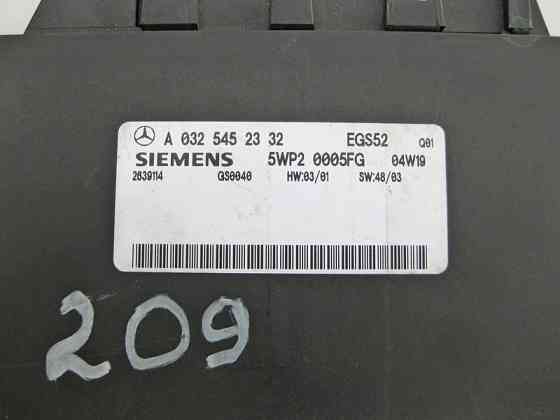 A 032 545 23 32 EGS52 Q01
SIEMENS 5WP2 0005FG 04W19
2639114 GS0040 HW:03/01 SW:48/03
209